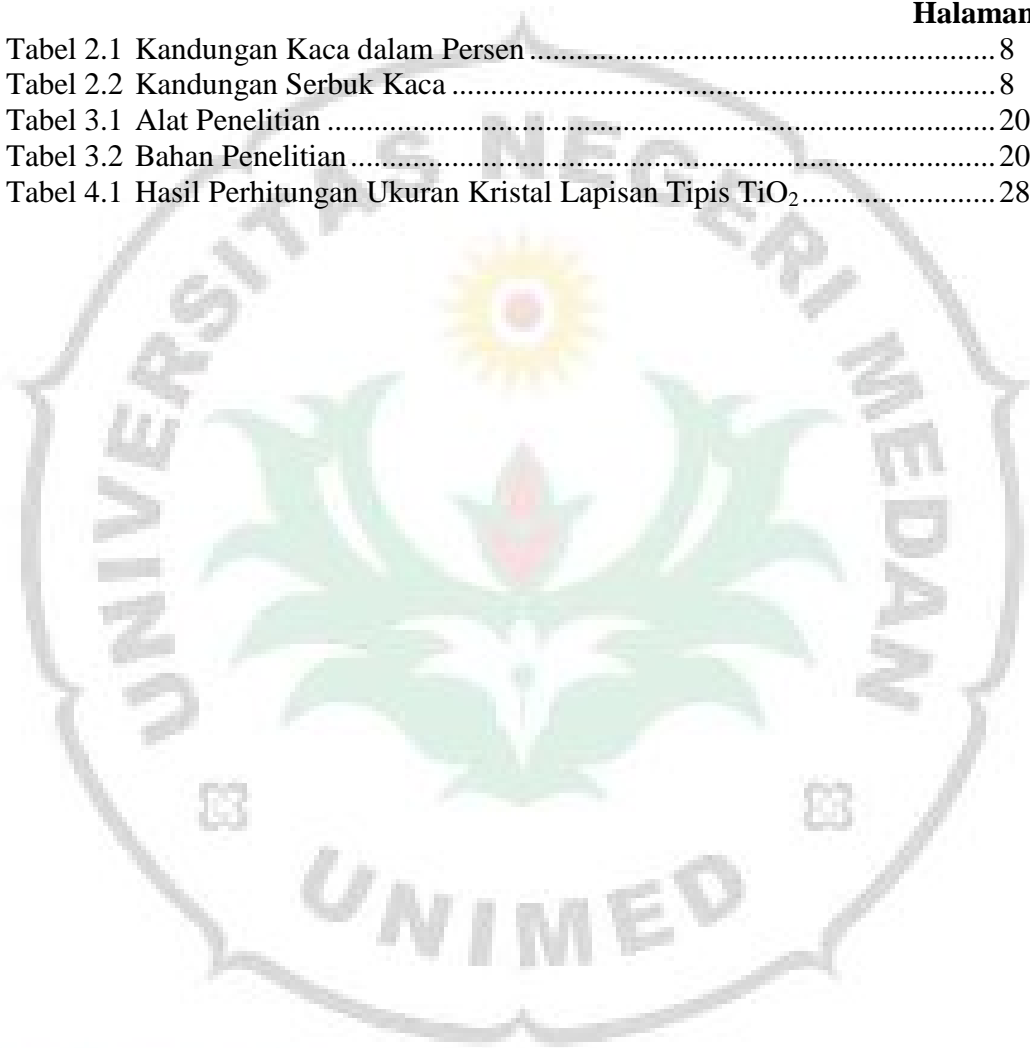 Halaman
Tabel 2.1 Kandungan Kaca dalam Persen ................................................................ 8
Tabel 2.2 Kandungan Serbuk Kaca ........................................................................... 8
Tabel 3.1 Alat Penelitian ............................................................................................ 20
Tabel 3.2 Bahan Penelitian ......................................................................................... 20
Tabel 4.1 Hasil Perhitungan Ukuran Kristal Lapisan Tipis TiO₂ ........................ 28
UNIVERSITAS NEGERI MEDAN
UNIMED